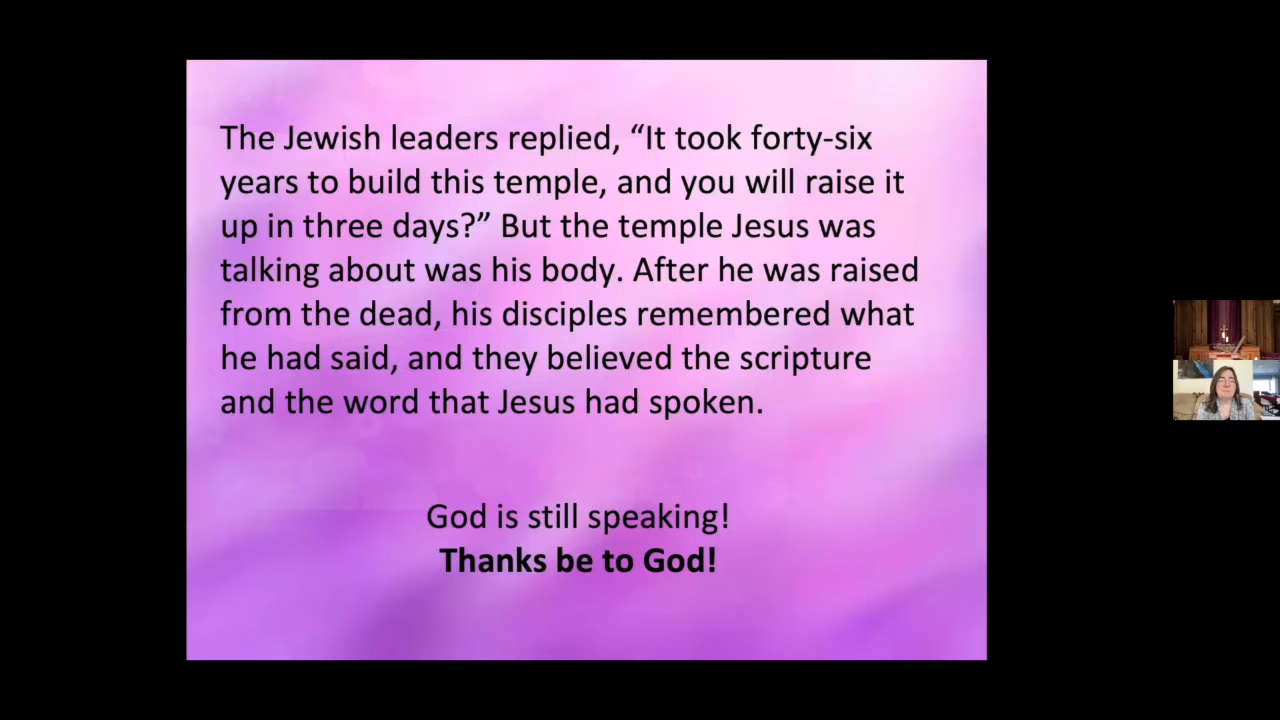 The Jewish leaders replied, “It took forty-six
years to build this temple, and you will raise it
up in three days?” But the temple Jesus was
talking about was his body. After he was raised
from the dead, his disciples remembered what
he had said, and they believed the scripture
and the word that Jesus had spoken.
God is still speaking!
Thanks be to God!